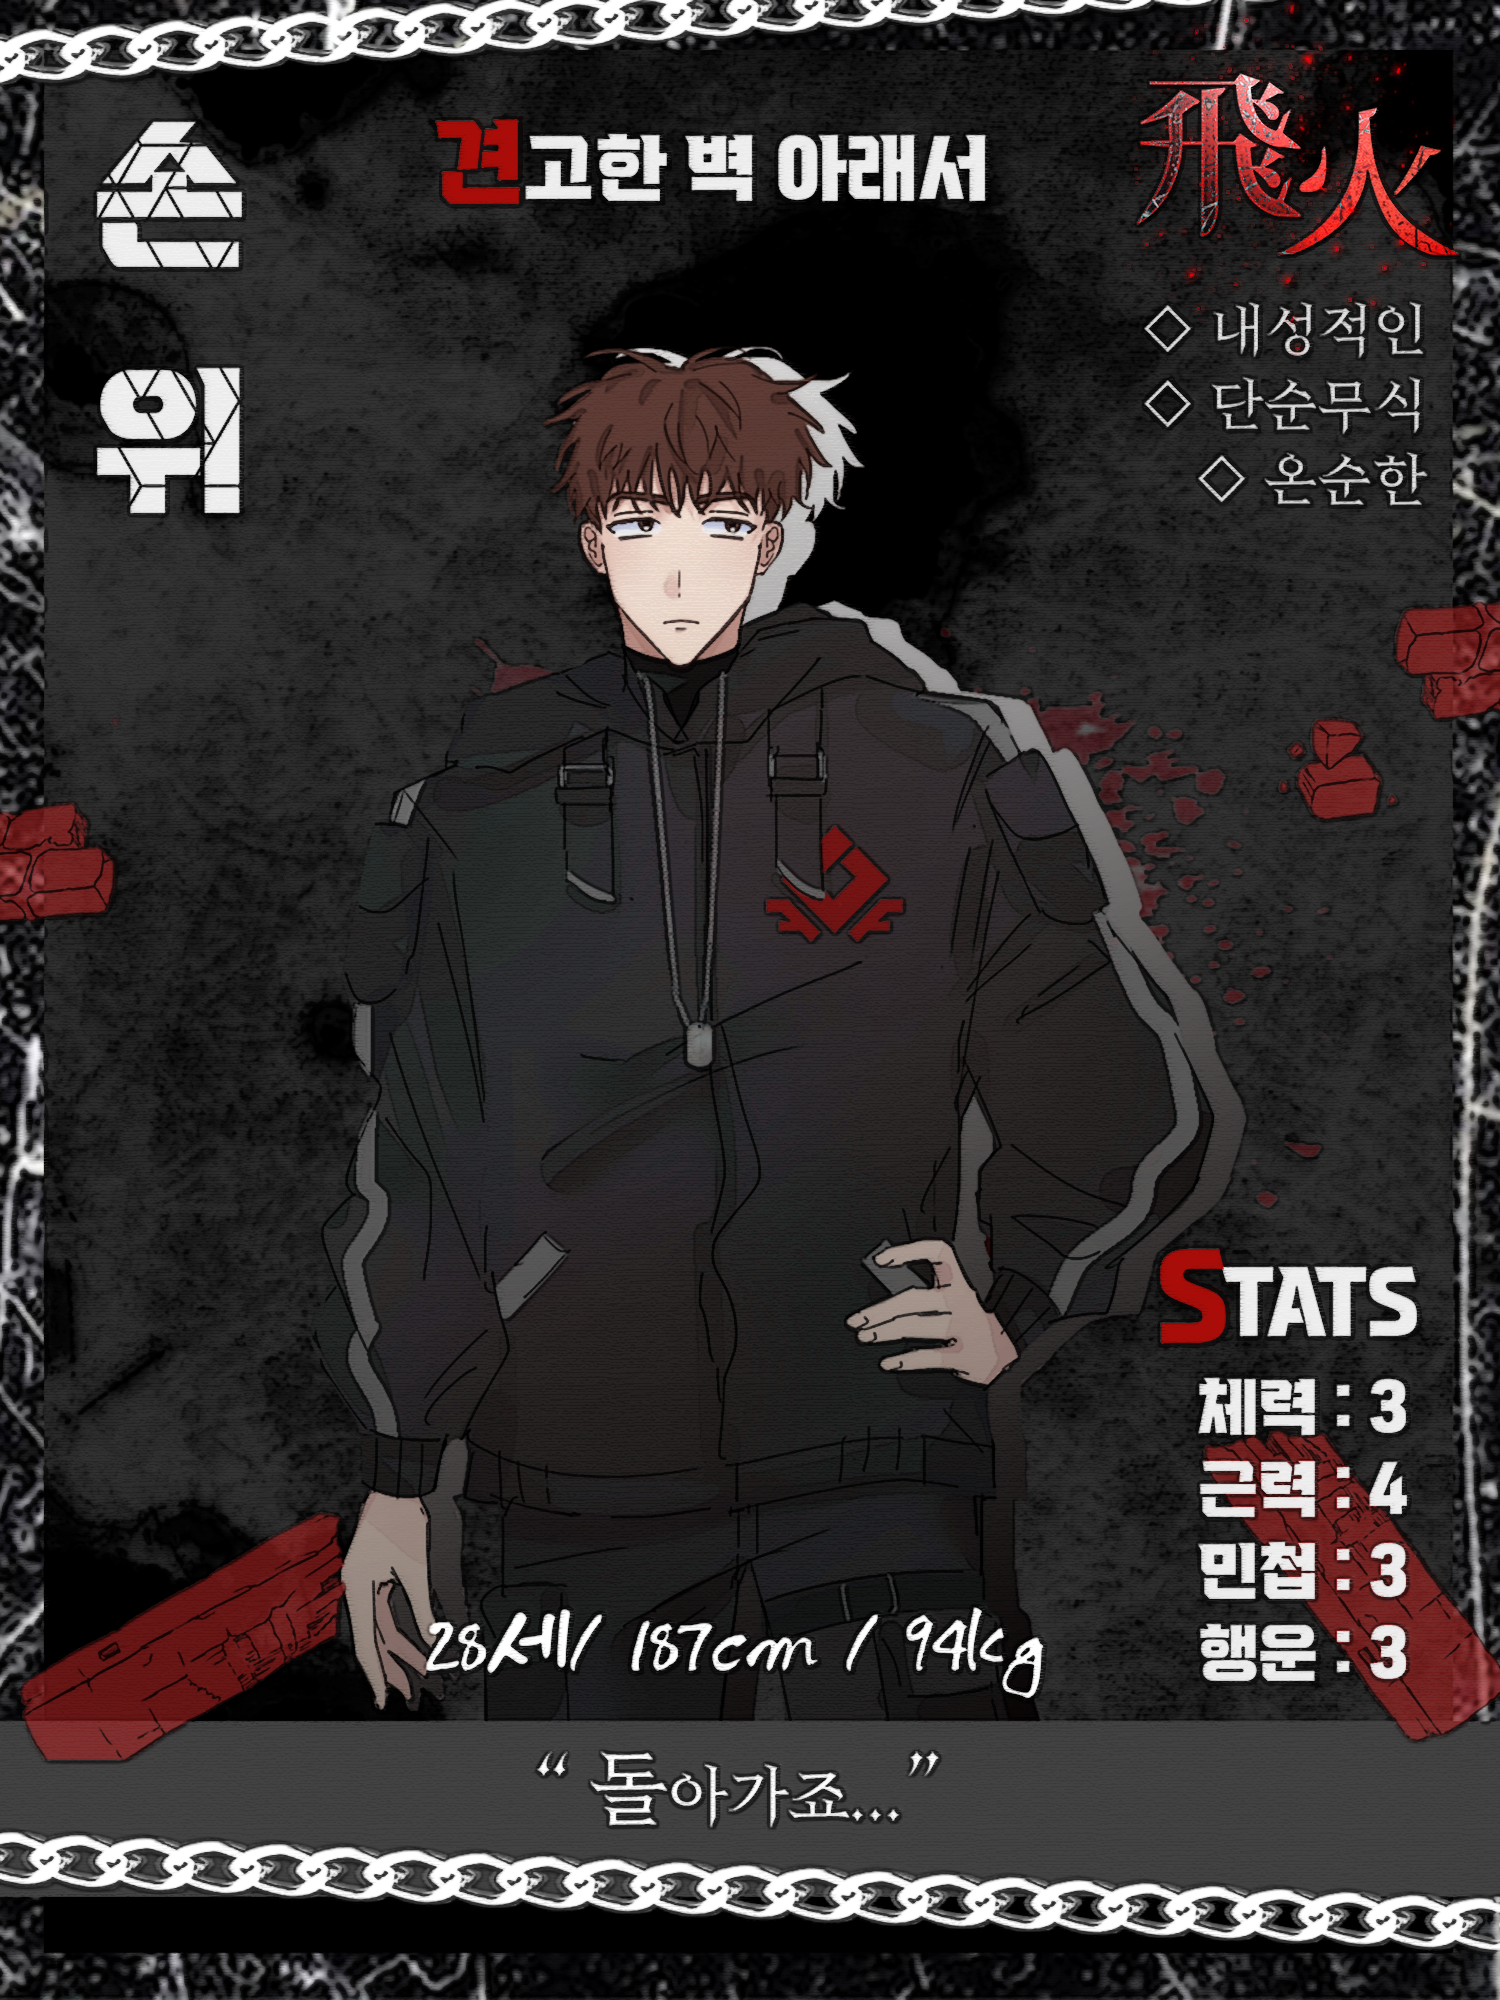 손
위
견고한 벽 아래서
飛火
◇ 내성적인
◇ 단순무식
◇ 온순한
STATS
체력 : 3
근력 : 4
민첩 : 3
행운 : 3
28세/ 187cm / 94kg
“ 돌아가죠... ”